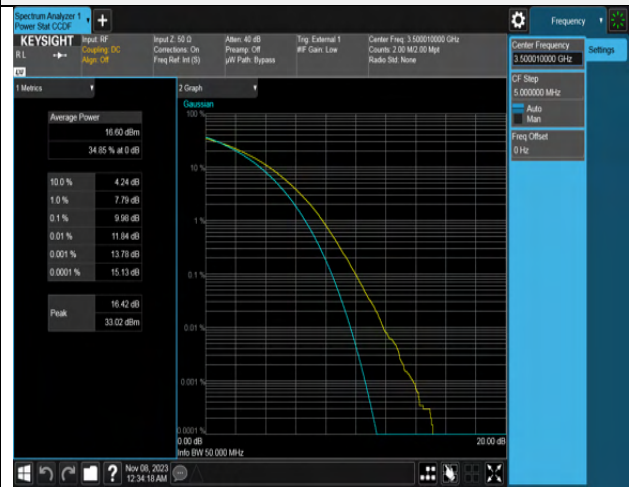 Spectrum Analyzer 1
Power Stat CCDF
Frequency
KEYSIGHT
RL
Input: RF
Coupling: DC
Align: Off
Input Z: 50 Ω
Corrections: On
Freq Ref: Int (S)
Atten: 40 dB
Preamp: Off
µW Path: Bypass
Trig: External 1
#IF Gain: Low
Center Freq: 3.500010000 GHz
Counts: 2.00 M/2.00 Mpt
Radio Std: None
Center Frequency
3.500010000 GHz
Settings
CF Step
5.000000 MHz
Auto
Man
Freq Offset
0 Hz
1 Metrics
Average Power
16.60 dBm
34.85 % at 0 dB
10.0 % 4.24 dB
1.0 % 7.79 dB
0.1 % 9.98 dB
0.01 % 11.84 dB
0.001 % 13.78 dB
0.0001 % 15.13 dB
Peak
16.42 dB
33.02 dBm
2 Graph
Gaussian
100 %
10 %
1 %
0.1 %
0.01 %
0.001 %
0.0001 %
0.00 dB
20.00 dB
Info BW 50.000 MHz
Nov 08, 2023
12:34:18 AM